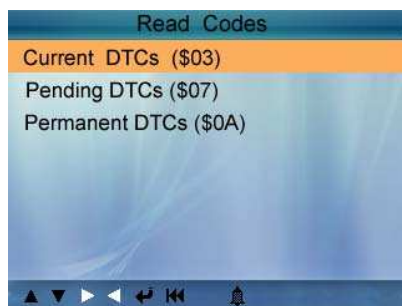 Read Codes
Current DTCs ($03)
Pending DTCs ($07)
Permanent DTCs ($0A)